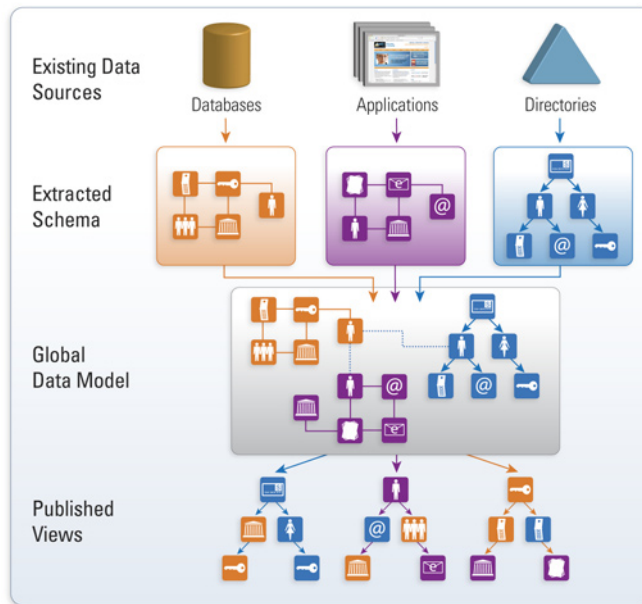 Existing Data
Sources
Databases
Applications
Directories
Extracted
Schema
Global
Data Model
Published
Views